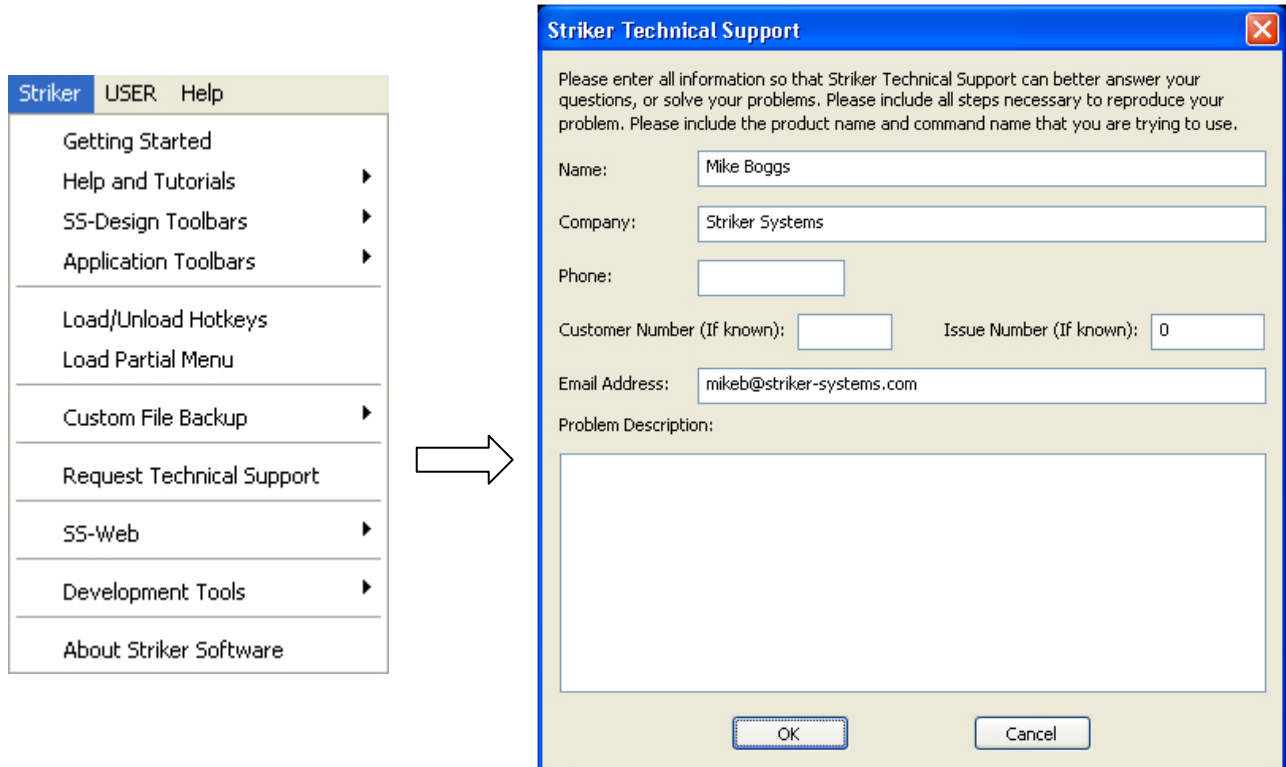 Striker USER Help
Getting Started
Help and Tutorials
SS-Design Toolbars
Application Toolbars
Load/Unload Hotkeys
Load Partial Menu
Custom File Backup
Request Technical Support
SS-Web
Development Tools
About Striker Software
Striker Technical Support
Please enter all information so that Striker Technical Support can better answer your
questions, or solve your problems. Please include all steps necessary to reproduce your
problem. Please include the product name and command name that you are trying to use.
Name: Mike Boggs
Company: Striker Systems
Phone:
Customer Number (If known): Issue Number (If known): 0
Email Address: mikeb@striker-systems.com
Problem Description:
OK Cancel